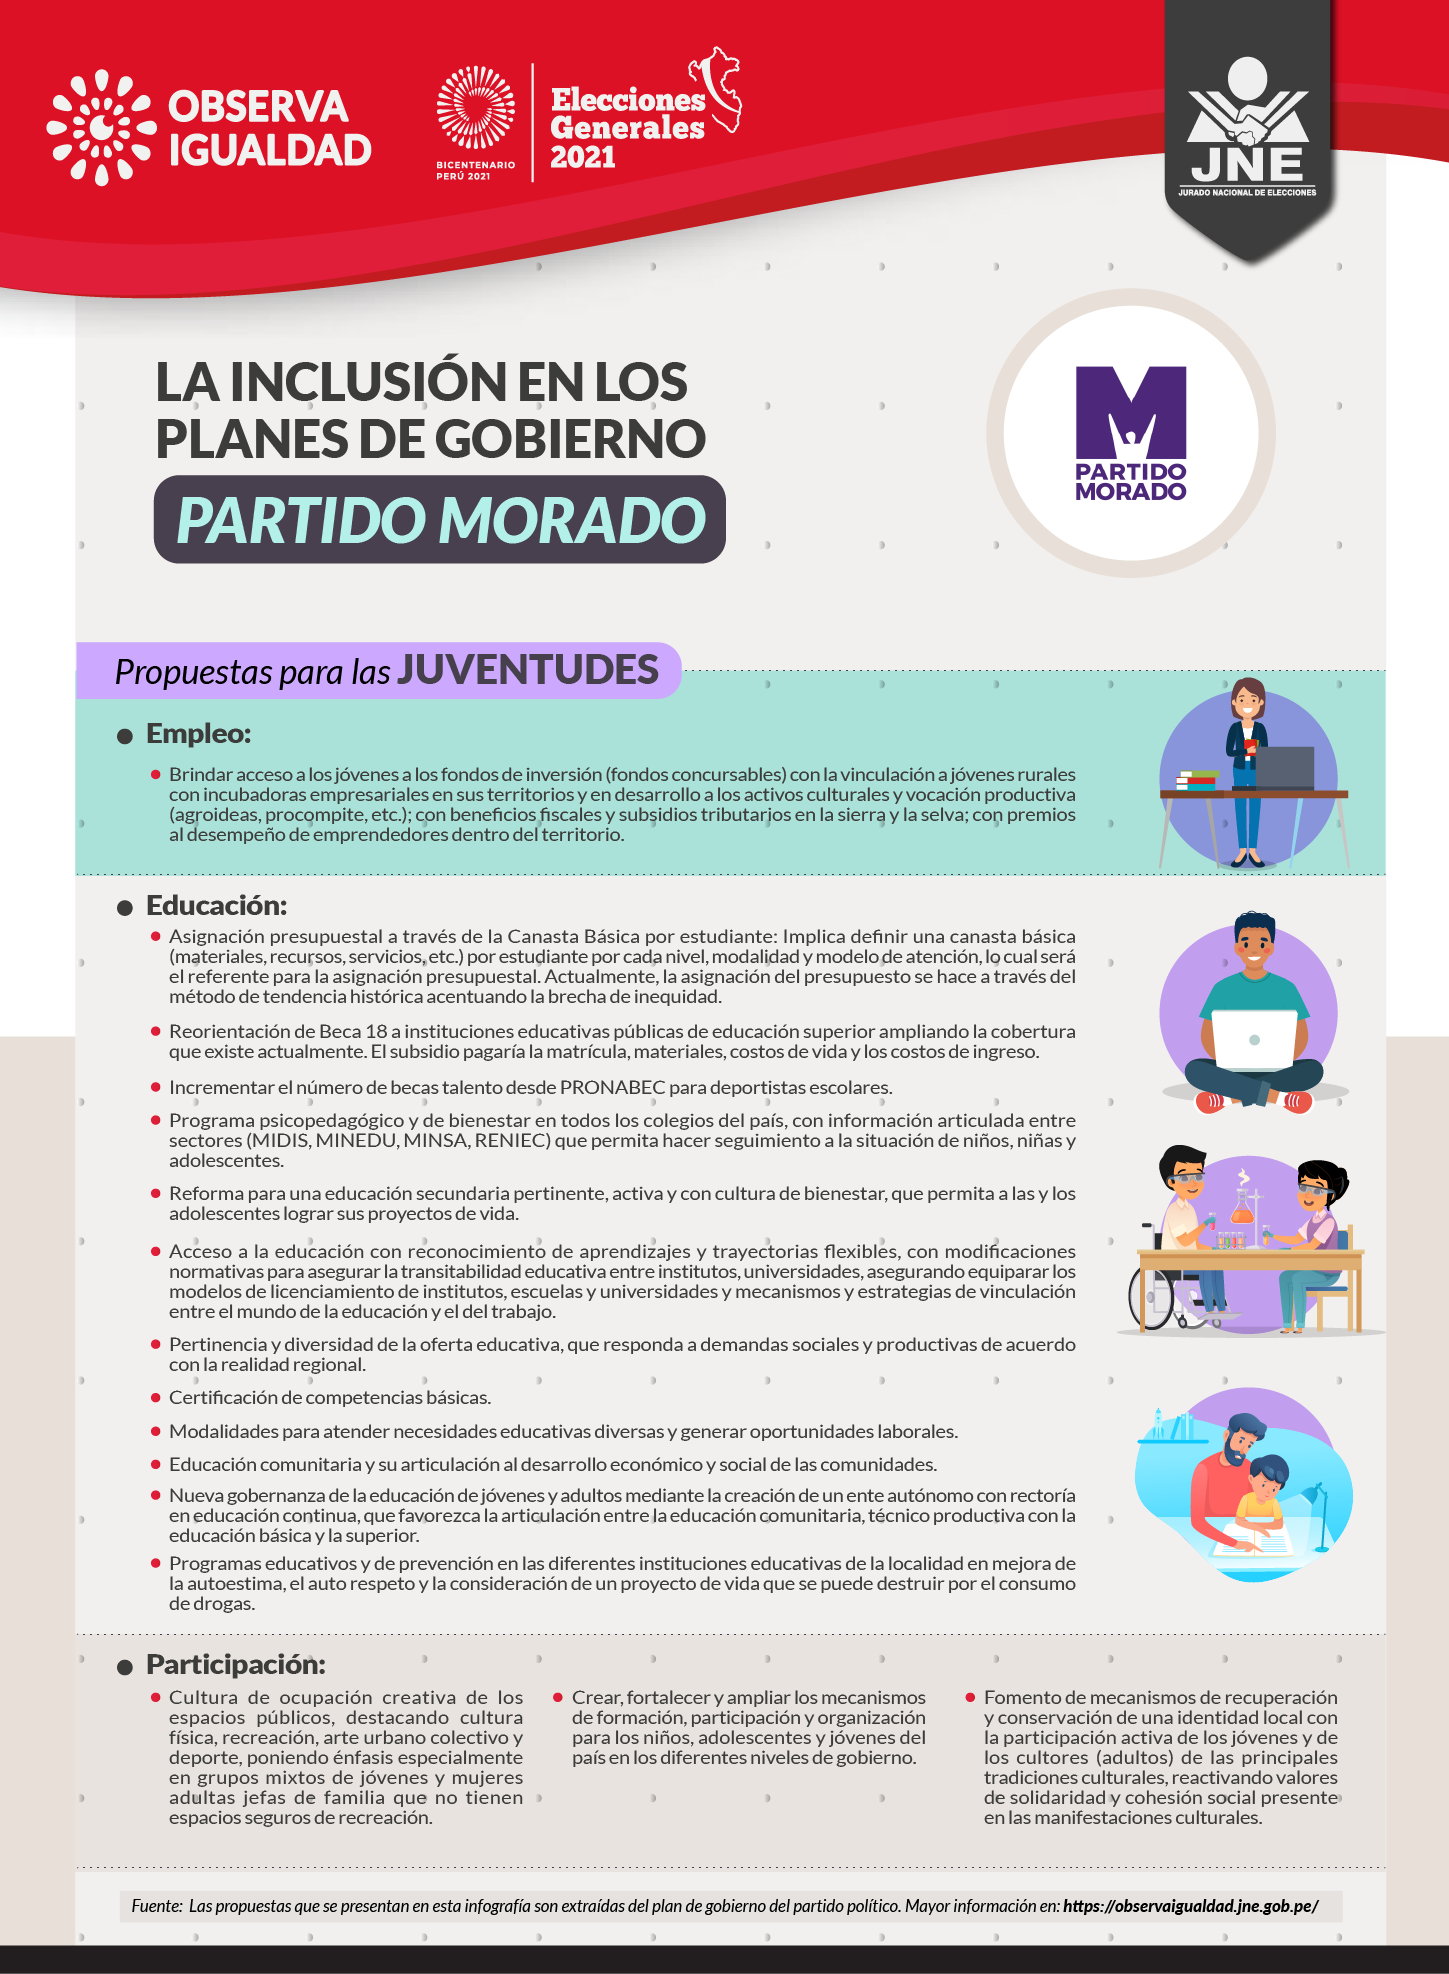 OBSERVA
IGUALDAD
BICENTENARIO
PERÚ 2021
Elecciones
Generales
2021
JNE
JURADO NACIONAL DE ELECCIONES
LA INCLUSIÓN EN LOS
PLANES DE GOBIERNO
PARTIDO MORADO
PARTIDO
MORADO
Propuestas para las JUVENTUDES
Empleo:
Brindar acceso a los jóvenes a los fondos de inversión (fondos concursables) con la vinculación a jóvenes rurales
con incubadoras empresariales en sus territorios y en desarrollo a los activos culturales y vocación productiva
(agroideas, procompite, etc.); con beneficios fiscales y subsidios tributarios en la sierra y la selva; con premios
al desempeño de emprendedores dentro del territorio.
Educación:
Asignación presupuestal a través de la Canasta Básica por estudiante: Implica definir una canasta básica
(materiales, recursos, servicios, etc.) por estudiante por cada nivel, modalidad y modelo de atención, lo cual será
el referente para la asignación presupuestal. Actualmente, la asignación del presupuesto se hace a través del
método de tendencia histórica acentuando la brecha de inequidad.
Reorientación de Beca 18 a instituciones educativas públicas de educación superior ampliando la cobertura
que existe actualmente. El subsidio pagaría la matrícula, materiales, costos de vida y los costos de ingreso.
Incrementar el número de becas talento desde PRONABEC para deportistas escolares.
Programa psicopedagógico y de bienestar en todos los colegios del país, con información articulada entre
sectores (MIDIS, MINEDU, MINSA, RENIEC) que permita hacer seguimiento a la situación de niños, niñas y
adolescentes.
Reforma para una educación secundaria pertinente, activa y con cultura de bienestar, que permita a las y los
adolescentes lograr sus proyectos de vida.
Acceso a la educación con reconocimiento de aprendizajes y trayectorias flexibles, con modificaciones
normativas para asegurar la transitabilidad educativa entre institutos, universidades, asegurando equiparar los
modelos de licenciamiento de institutos, escuelas y universidades y mecanismos y estrategias de vinculación
entre el mundo de la educación y el del trabajo.
Pertinencia y diversidad de la oferta educativa, que responda a demandas sociales y productivas de acuerdo
con la realidad regional.
Certificación de competencias básicas.
Modalidades para atender necesidades educativas diversas y generar oportunidades laborales.
Educación comunitaria y su articulación al desarrollo económico y social de las comunidades.
Nueva gobernanza de la educación de jóvenes y adultos mediante la creación de un ente autónomo con rectoría
en educación continua, que favorezca la articulación entre la educación comunitaria, técnico productiva con la
educación básica y la superior.
Programas educativos y de prevención en las diferentes instituciones educativas de la localidad en mejora de
la autoestima, el auto respeto y la consideración de un proyecto de vida que se puede destruir por el consumo
de drogas.
Participación:
Cultura de ocupación creativa de los
espacios públicos, destacando cultura
física, recreación, arte urbano colectivo y
deporte, poniendo énfasis especialmente
en grupos mixtos de jóvenes y mujeres
adultas jefas de familia que no tienen
espacios seguros de recreación.
Crear, fortalecer y ampliar los mecanismos
de formación, participación y organización
para los niños, adolescentes y jóvenes del
país en los diferentes niveles de gobierno.
Fomento de mecanismos de recuperación
y conservación de una identidad local con
la participación activa de los jóvenes y de
los cultores (adultos) de las principales
tradiciones culturales, reactivando valores
de solidaridad y cohesión social presente
en las manifestaciones culturales.
Fuente: Las propuestas que se presentan en esta infografía son extraídas del plan de gobierno del partido político. Mayor información en: https://observaigualdad.jne.gob.pe/